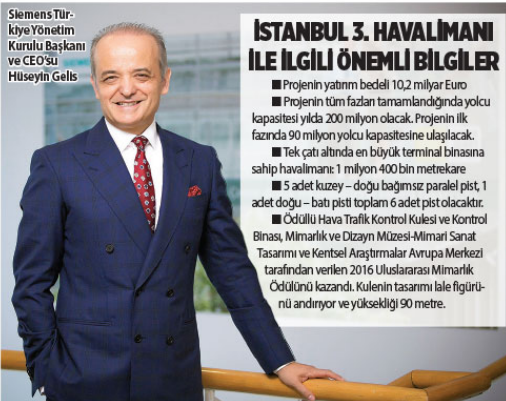 Siemens Tür-
kiye Yönetim
Kurulu Başkanı
ve CEO'su
Hüseyin Gelis
İSTANBUL 3. HAVALİMANI
İLE İLGİLİ ÖNEMLİ BİLGİLER
■ Projenin yatırım bedeli 10,2 milyar Euro
■ Projenin tüm fazları tamamlandığında yolcu
kapasitesi yılda 200 milyon olacak. Projenin ilk
fazında 90 milyon yolcu kapasitesine ulaşılacak.
■ Tek çatı altında en büyük terminal binasına
sahip havalimanı: 1 milyon 400 bin metrekare
■ 5 adet kuzey – doğu bağımsız paralel pist, 1
adet doğu – batı pisti toplam 6 adet pist olacaktır.
■ Ödüllü Hava Trafik Kontrol Kulesi ve Kontrol
Binası, Mimarlık ve Dizayn Müzesi-Mimari Sanat
Tasarımı ve Kentsel Araştırmalar Avrupa Merkezi
tarafından verilen 2016 Uluslararası Mimarlık
Ödülünü kazandı. Kulenin tasarımı lale figürü-
nü andırıyor ve yüksekliği 90 metre.